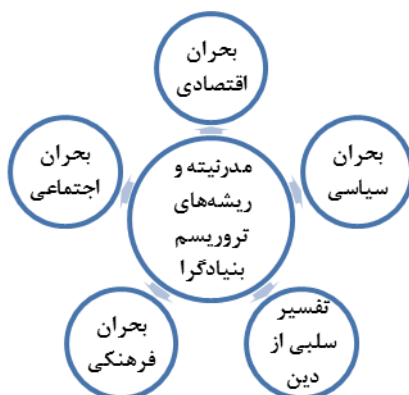 بحران
اقتصادی
بحران
سیاسی
تفسیر
سلبی از
دین
بحران
فرهنکی
بحران
اجتماعی
مدرنیته و
ریشه‌های
تروریسم
بنیادگرا